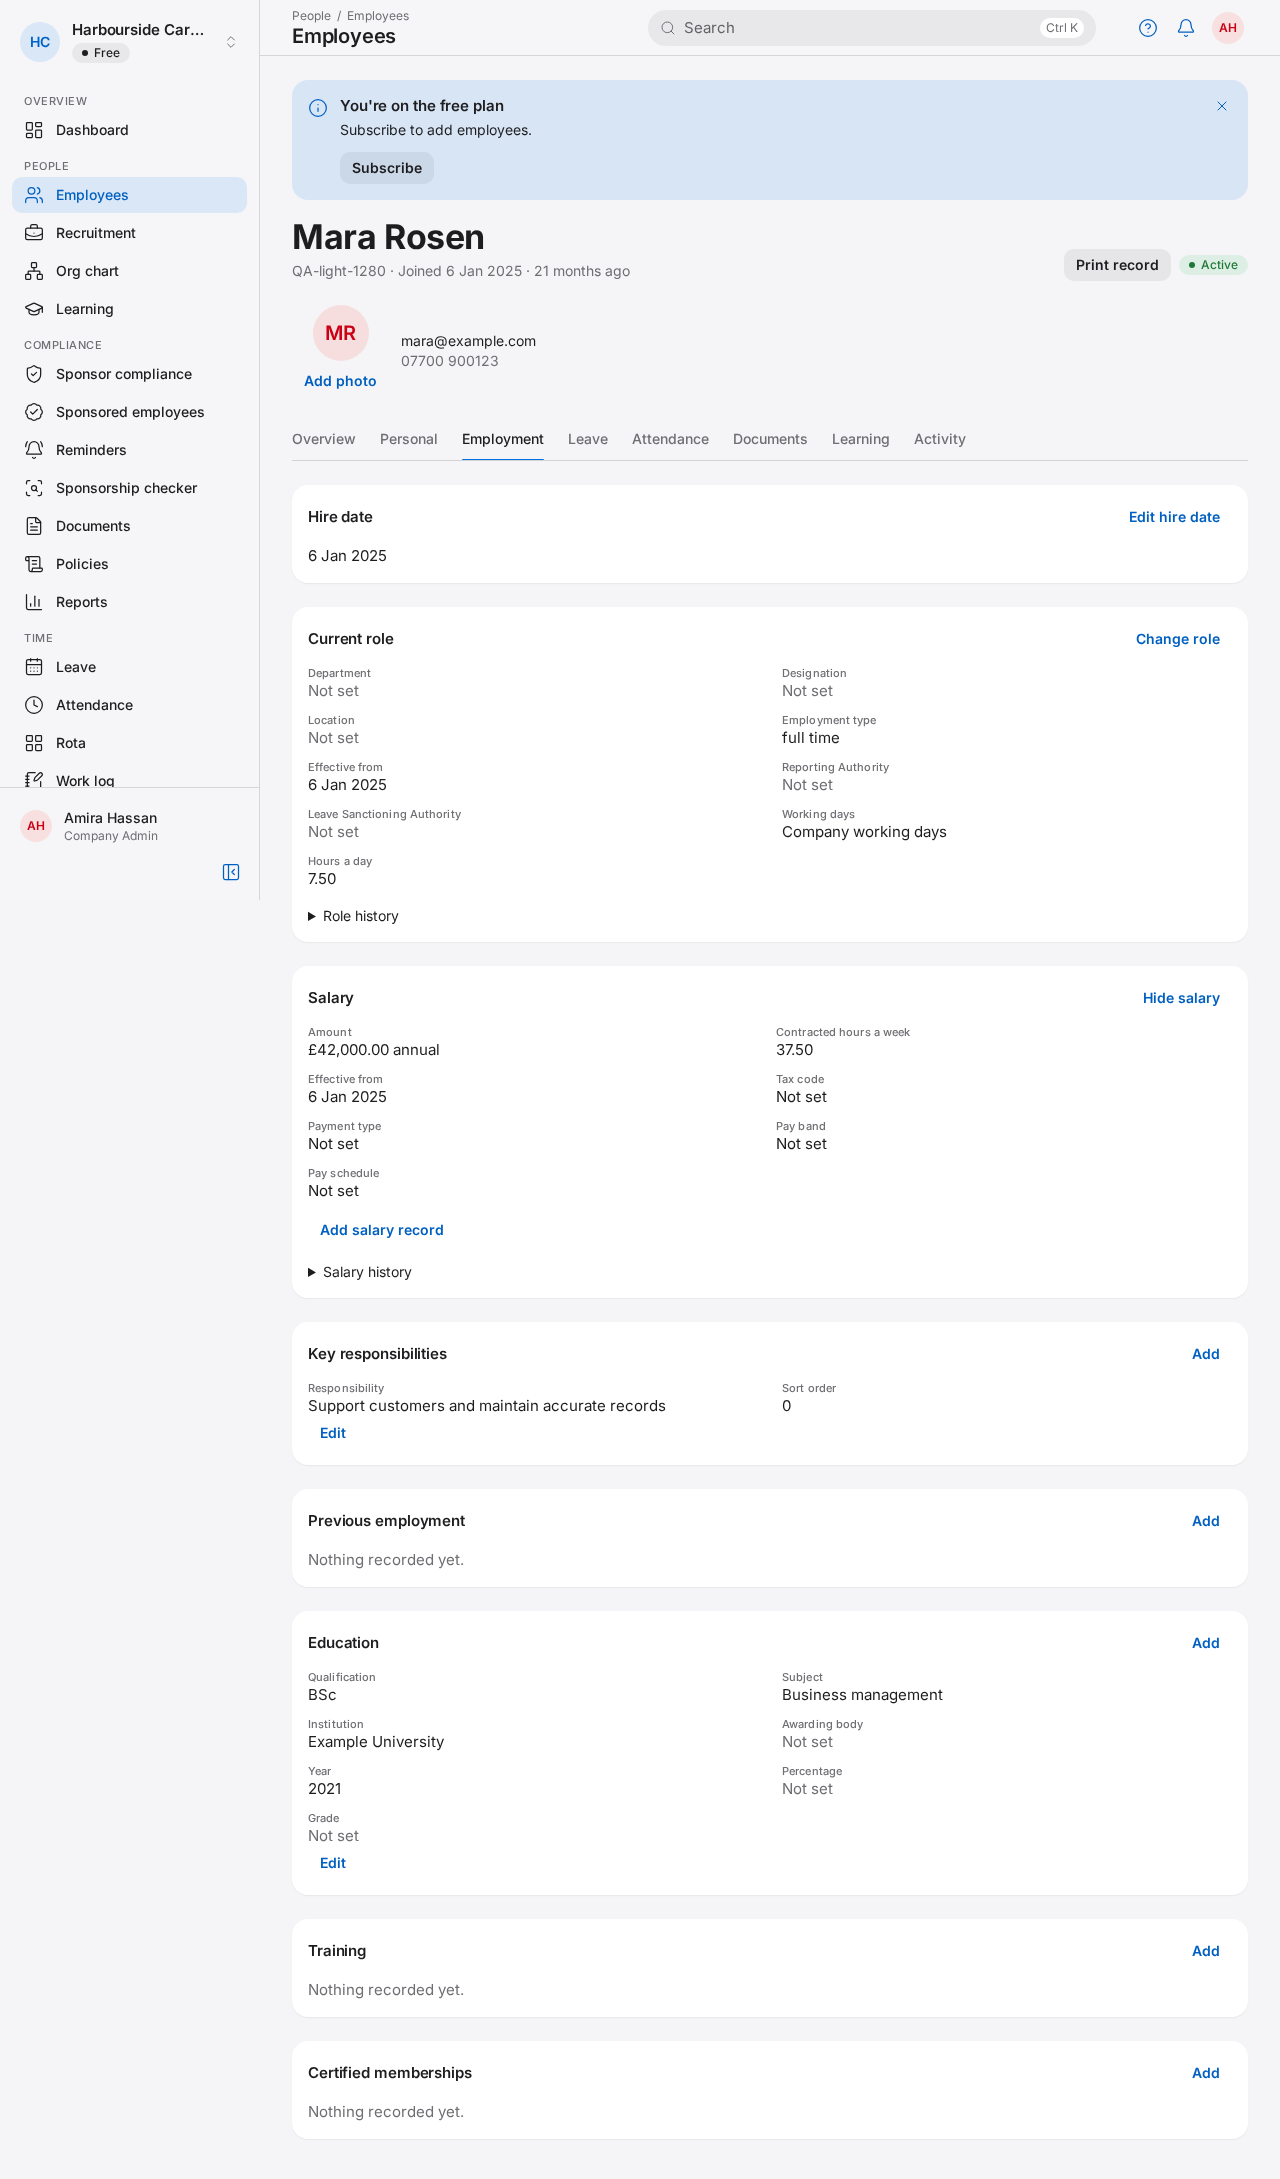 HC
Harbourside Car...
Free
OVERVIEW
Dashboard
PEOPLE
Employees
Recruitment
Org chart
Learning
COMPLIANCE
Sponsor compliance
Sponsored employees
Reminders
Sponsorship checker
Documents
Policies
Reports
TIME
Leave
Attendance
Rota
Work log
AH
Amira Hassan
Company Admin
People / Employees
Employees
Search
Ctrl K
AH
You're on the free plan
Subscribe to add employees.
Subscribe
Mara Rosen
QA-light-1280 · Joined 6 Jan 2025 · 21 months ago
Print record
Active
MR
mara@example.com
07700 900123
Add photo
Overview Personal Employment Leave Attendance Documents Learning Activity
Hire date
Edit hire date
6 Jan 2025
Current role
Change role
Department
Not set
Designation
Not set
Location
Not set
Employment type
full time
Effective from
6 Jan 2025
Reporting Authority
Not set
Leave Sanctioning Authority
Not set
Working days
Company working days
Hours a day
7.50
Role history
Salary
Hide salary
Amount
£42,000.00 annual
Contracted hours a week
37.50
Effective from
6 Jan 2025
Tax code
Not set
Payment type
Not set
Pay band
Not set
Pay schedule
Not set
Add salary record
Salary history
Key responsibilities
Add
Responsibility
Support customers and maintain accurate records
Sort order
0
Edit
Previous employment
Add
Nothing recorded yet.
Education
Add
Qualification
BSc
Subject
Business management
Institution
Example University
Awarding body
Not set
Year
2021
Percentage
Not set
Grade
Not set
Edit
Training
Add
Nothing recorded yet.
Certified memberships
Add
Nothing recorded yet.